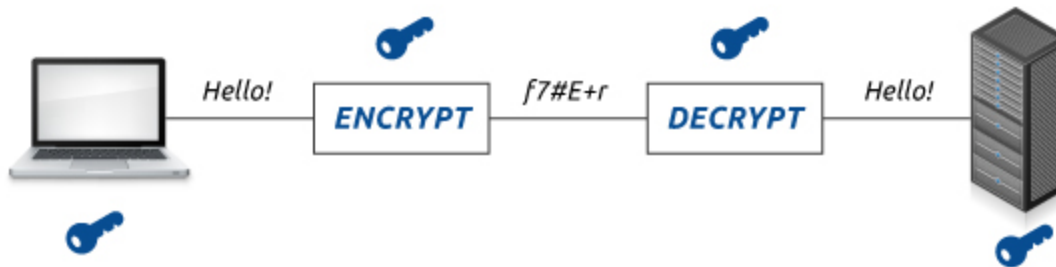 Hello!
ENCRYPT
f7#E+r
DECRYPT
Hello!